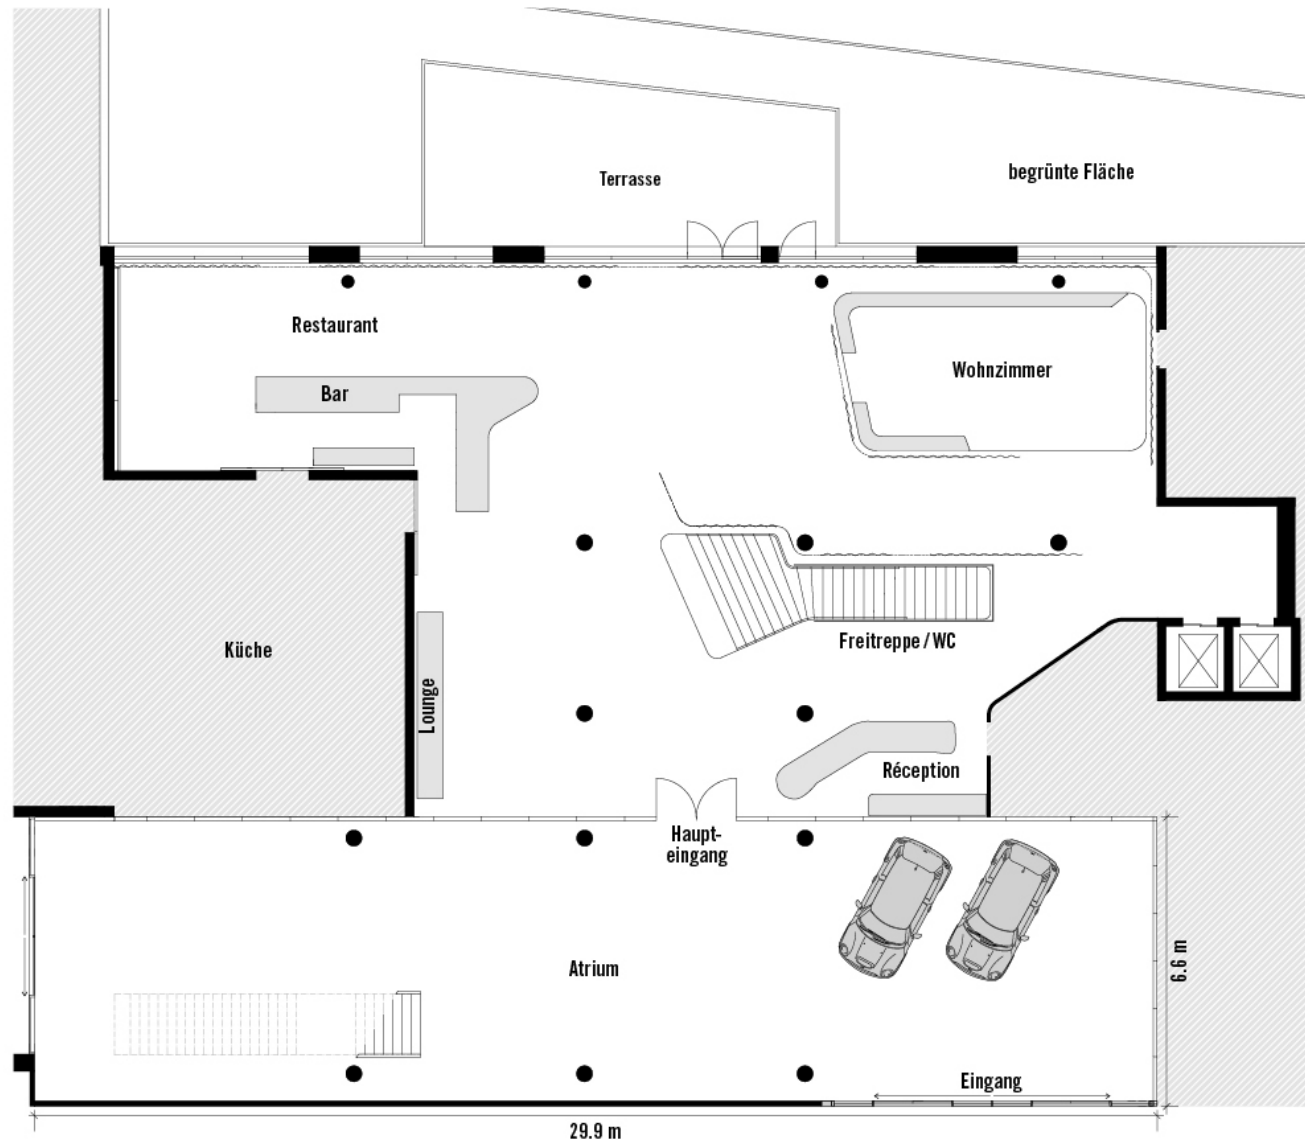 begrünte Fläche
Terrasse
Restaurant
Wohnzimmer
Bar
Freitreppe / WC
Küche
Lounge
Réception
Haupt-
eingang
Atrium
6.6 m
Eingang
29.9 m